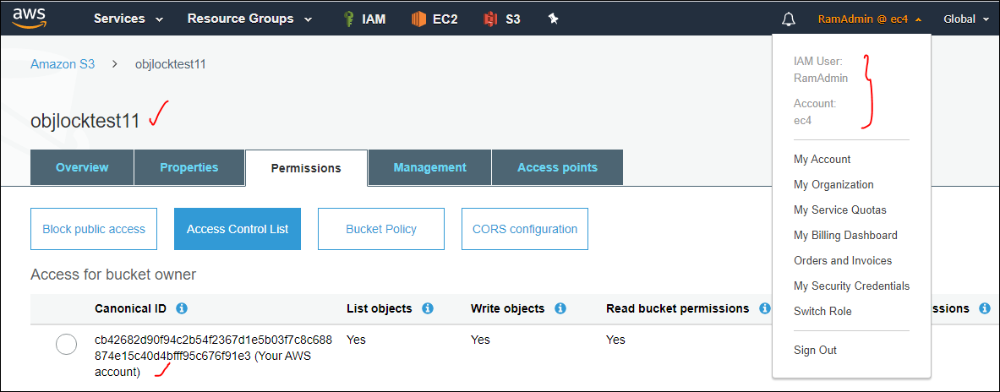 aws Services Resource Groups IAM EC2 S3 RamAdmin @ ec4 Global
Amazon S3 > objlocktest11
objlocktest11
Overview Properties Permissions Management Access points
Block public access Access Control List Bucket Policy CORS configuration
Access for bucket owner
Canonical ID List objects Write objects Read bucket permissions ssions
cb42682d90f94c2b54f2367d1e5b03f7c8c688 Yes Yes Yes
874e15c40d4bfff95c676f91e3 (Your AWS
account)
IAM User:
RamAdmin
Account:
ec4
My Account
My Organization
My Service Quotas
My Billing Dashboard
Orders and Invoices
My Security Credentials
Switch Role
Sign Out